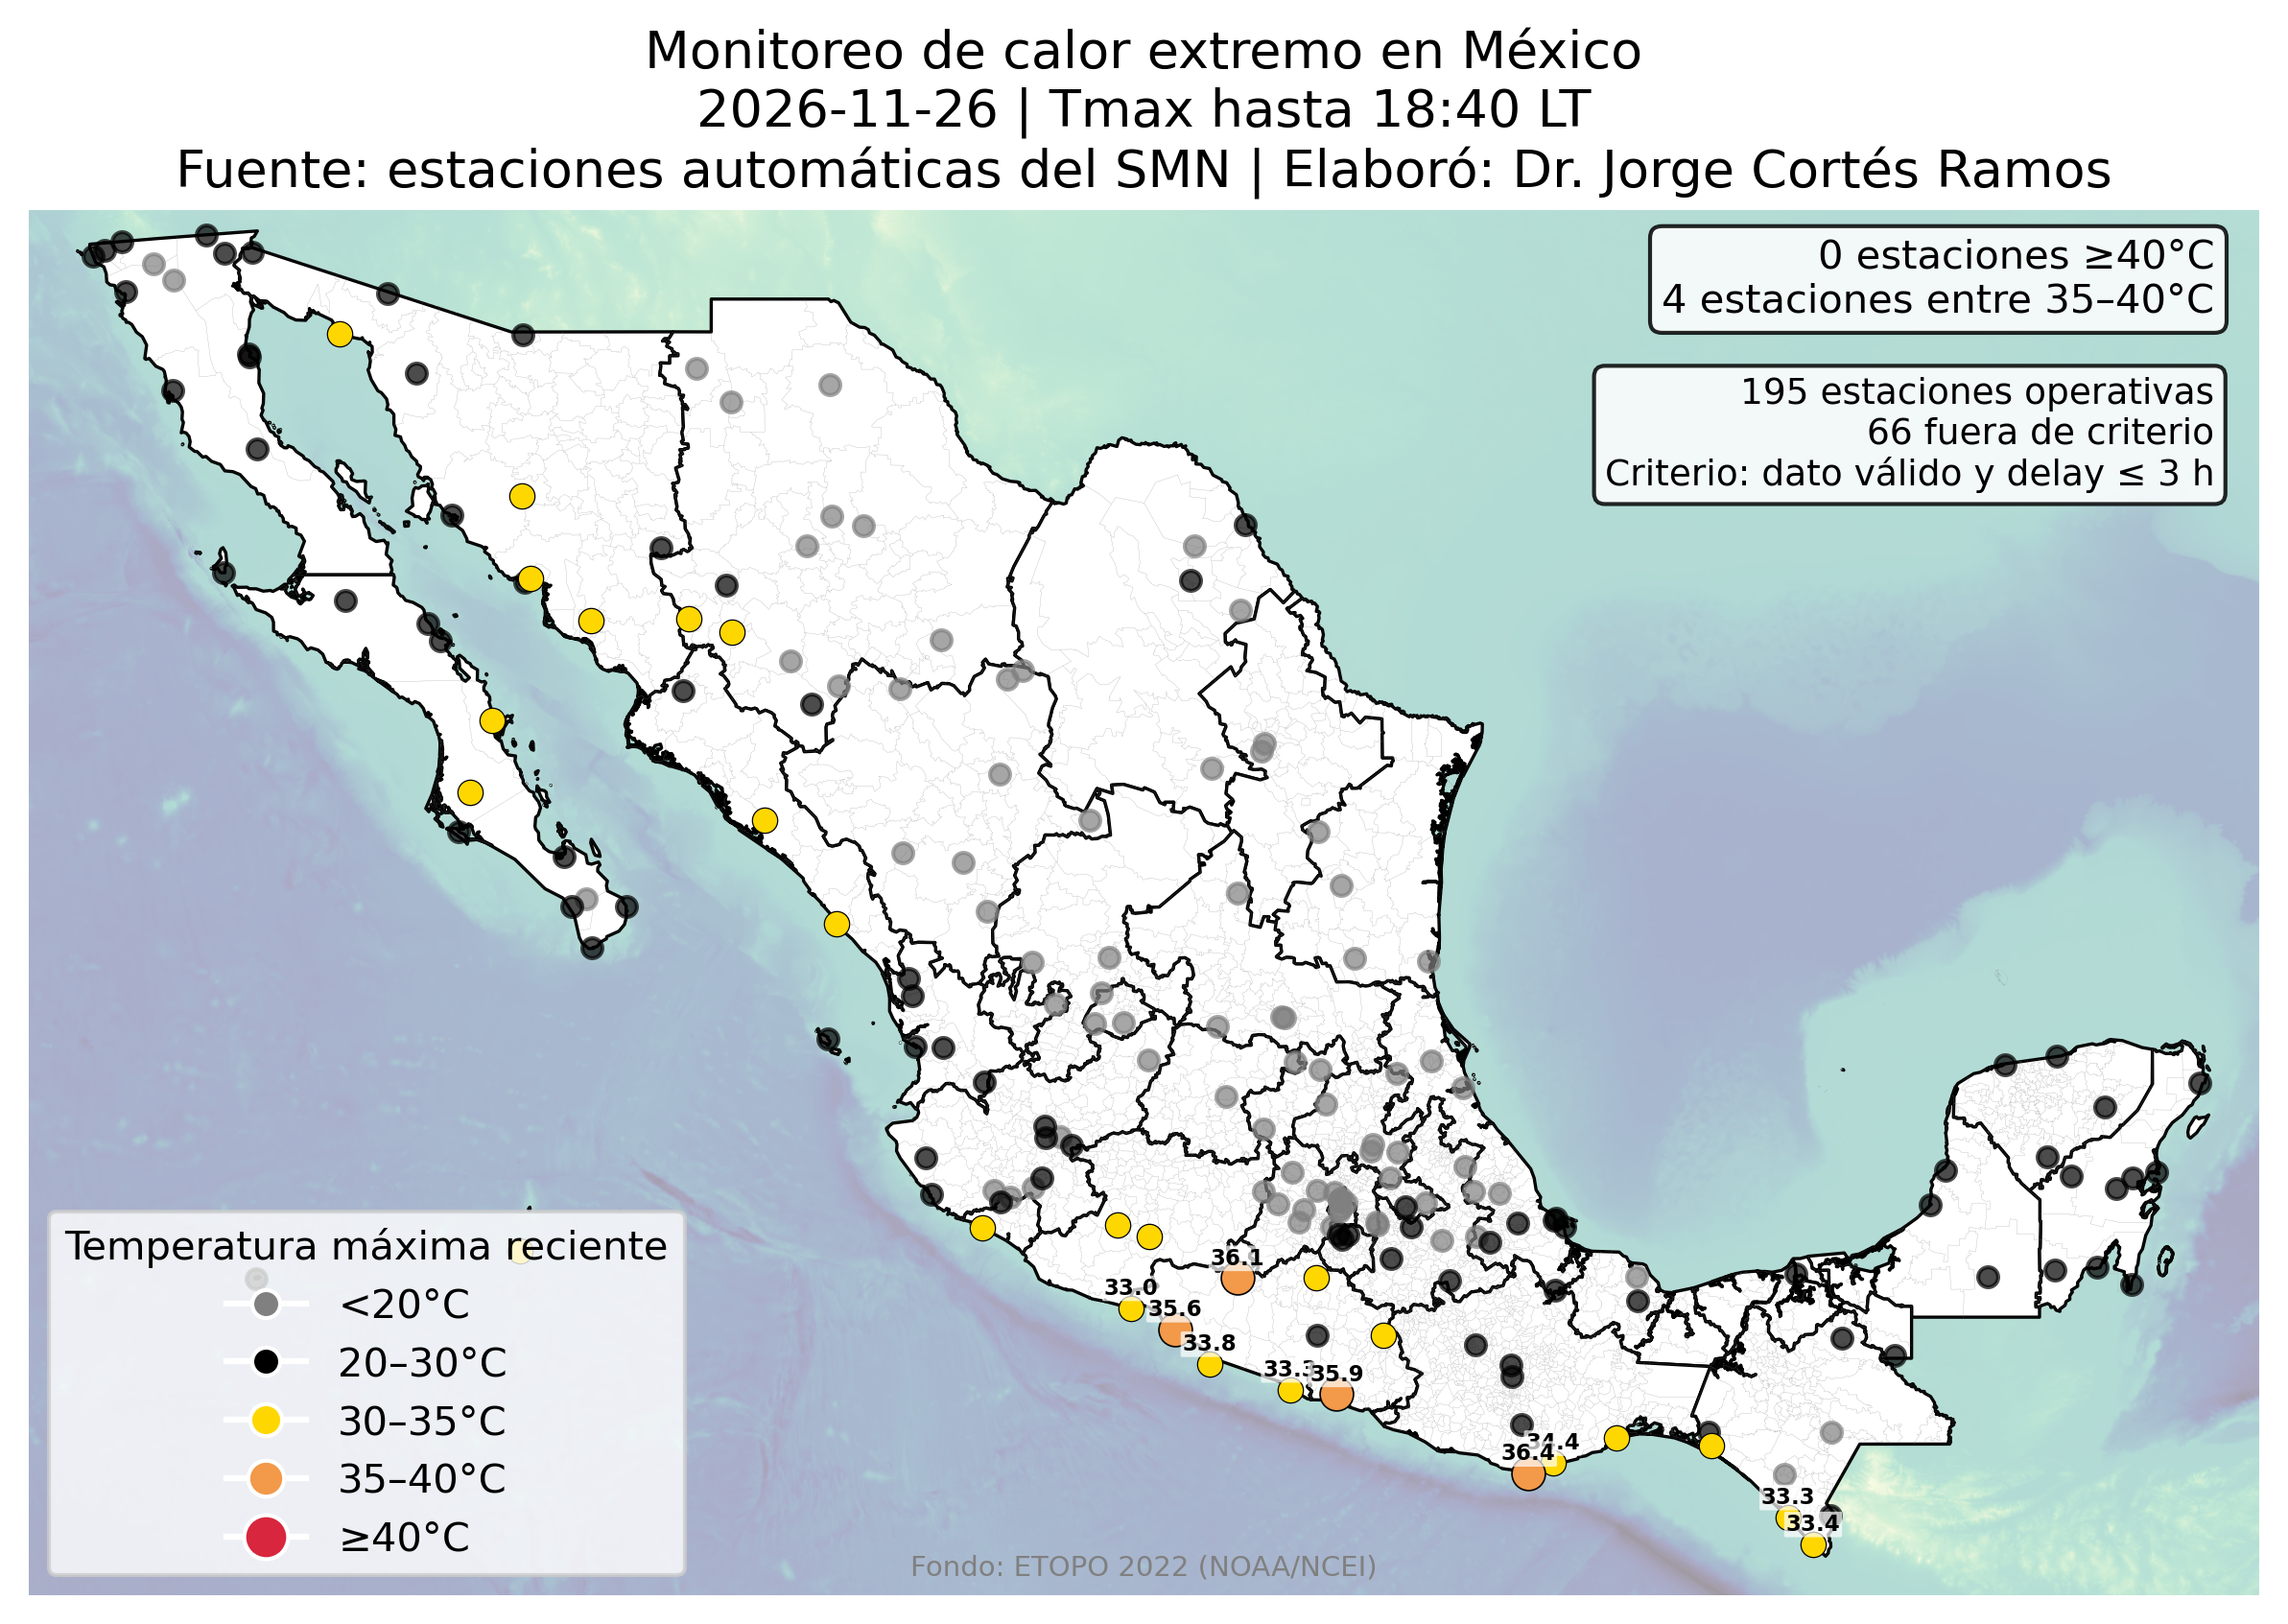 Monitoreo de calor extremo en México
2026-11-26 | Tmax hasta 18:40 LT
Fuente: estaciones automáticas del SMN | Elaboró: Dr. Jorge Cortés Ramos
0 estaciones ≥40°C
4 estaciones entre 35–40°C
195 estaciones operativas
66 fuera de criterio
Criterio: dato válido y delay ≤ 3 h
36.1
33.0
35.6
33.8
33.3
35.9
34.4
36.4
33.3
33.4
Temperatura máxima reciente
<20°C
20–30°C
30–35°C
35–40°C
≥40°C
Fondo: ETOPO 2022 (NOAA/NCEI)